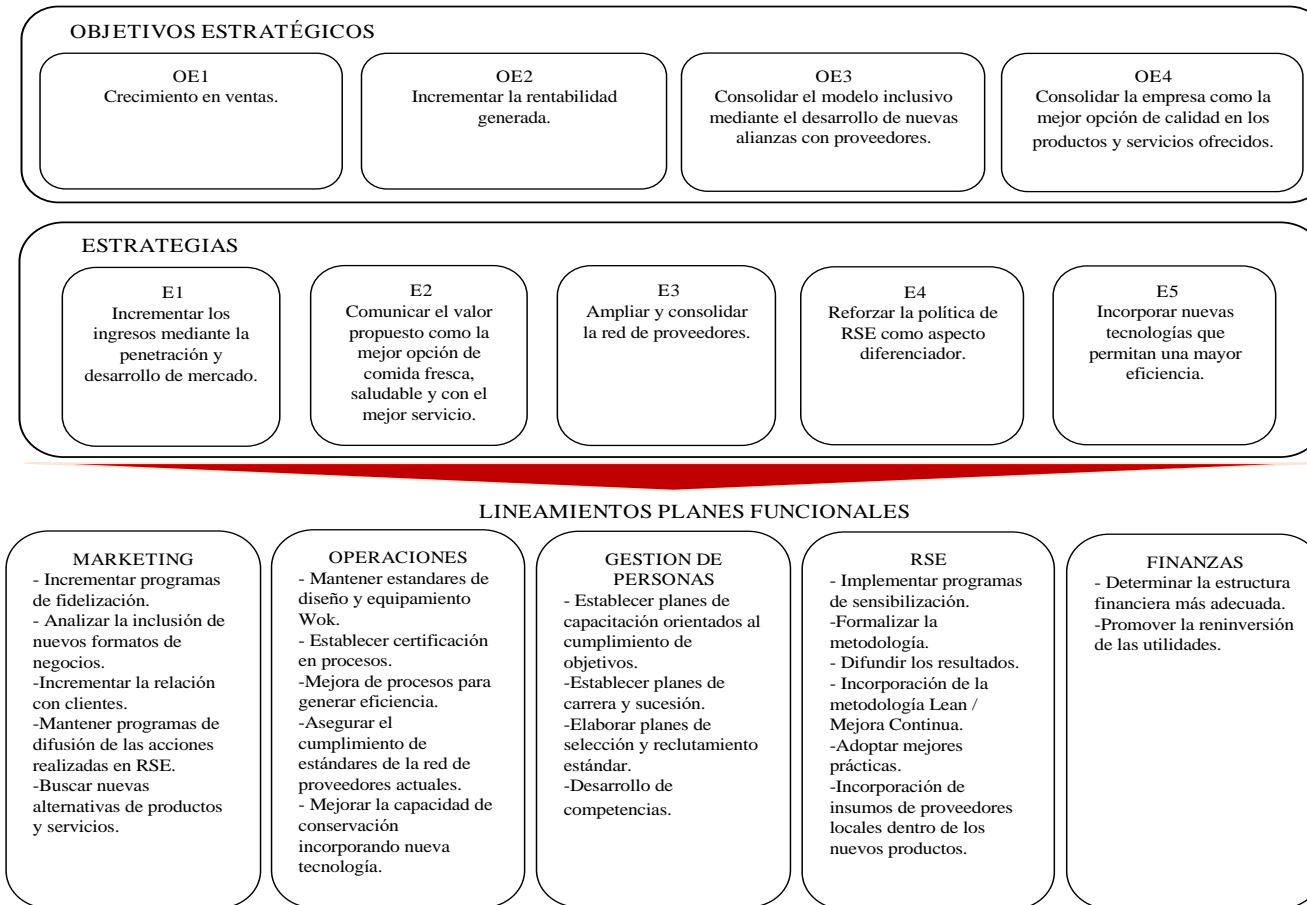 OBJETIVOS ESTRATÉGICOS
OE1
Crecimiento en ventas.
OE2
Incrementar la rentabilidad
generada.
OE3
Consolidar el modelo inclusivo
mediante el desarrollo de nuevas
alianzas con proveedores.
OE4
Consolidar la empresa como la
mejor opción de calidad en los
productos y servicios ofrecidos.
ESTRATEGIAS
E1
Incrementar los
ingresos mediante la
penetración y
desarrollo de mercado.
E2
Comunicar el valor
propuesto como la
mejor opción de
comida fresca,
saludable y con el
mejor servicio.
E3
Ampliar y consolidar
la red de proveedores.
E4
Reforzar la política de
RSE como aspecto
diferenciador.
E5
Incorporar nuevas
tecnologías que
permitan una mayor
eficiencia.
LINEAMIENTOS PLANES FUNCIONALES
MARKETING
- Incrementar programas
de fidelización.
- Analizar la inclusión de
nuevos formatos de
negocios.
-Incrementar la relación
con clientes.
-Mantener programas de
difusión de las acciones
realizadas en RSE.
-Buscar nuevas
alternativas de productos
y servicios.
OPERACIONES
- Mantener estandares de
diseño y equipamiento
Wok.
- Establecer certificación
en procesos.
-Mejora de procesos para
generar eficiencia.
-Asegurar el
cumplimiento de
estándares de la red de
proveedores actuales.
- Mejorar la capacidad de
conservación
incorporando nueva
tecnología.
GESTION DE
PERSONAS
- Establecer planes de
capacitación orientados al
cumplimiento de
objetivos.
-Establecer planes de
carrera y sucesión.
-Elaborar planes de
selección y reclutamiento
estándar.
-Desarrollo de
competencias.
RSE
- Implementar programas
de sensibilización.
-Formalizar la
metodología.
- Difundir los resultados.
- Incorporación de la
metodología Lean /
Mejora Continua.
-Adoptar mejores
prácticas.
-Incorporación de
insumos de proveedores
locales dentro de los
nuevos productos.
FINANZAS
- Determinar la estructura
financiera más adecuada.
-Promover la reninversión
de las utilidades.